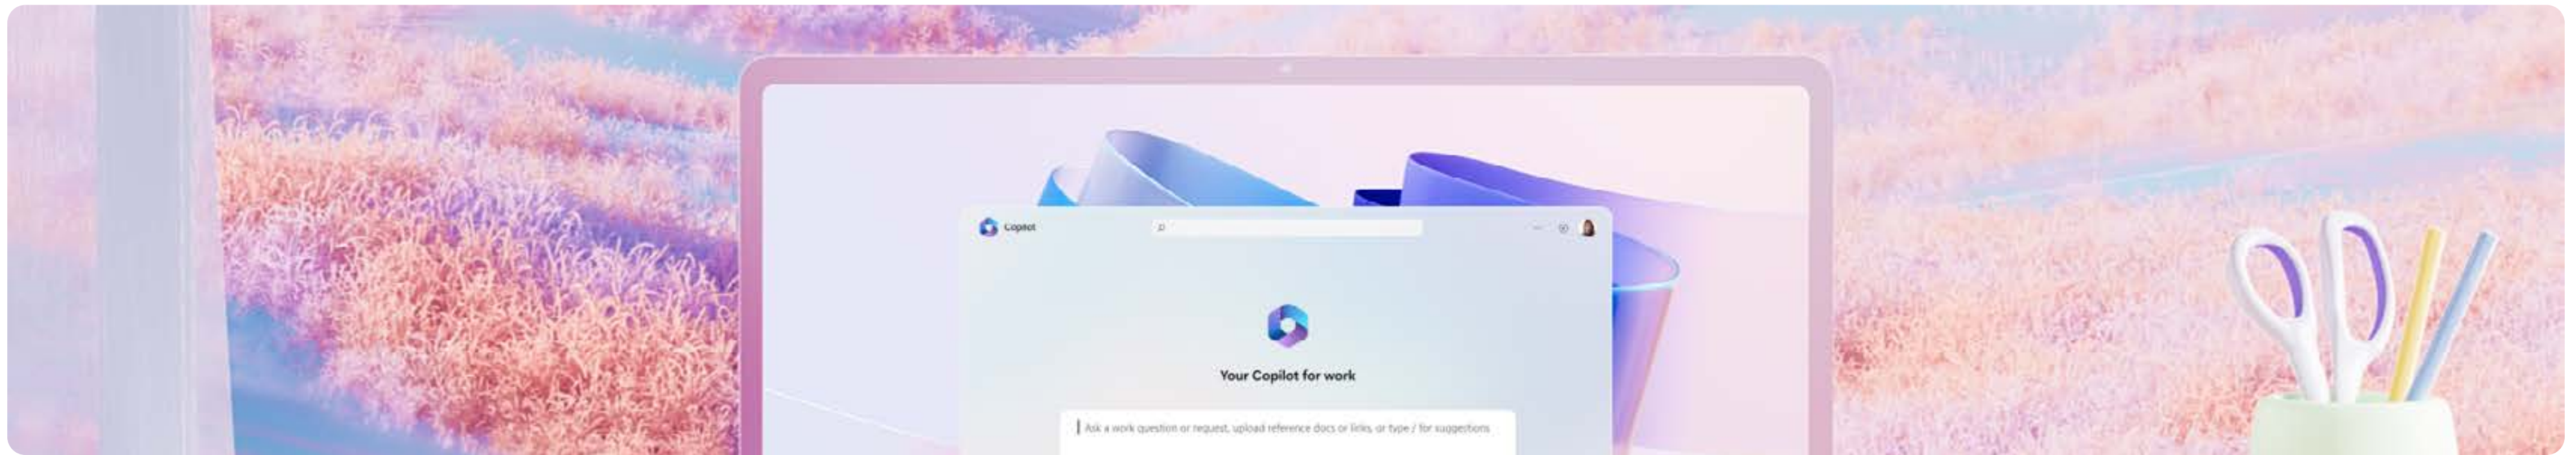 Copilot
Your Copilot for work
Ask a work question or request, upload reference docs or links, or type / for suggestions